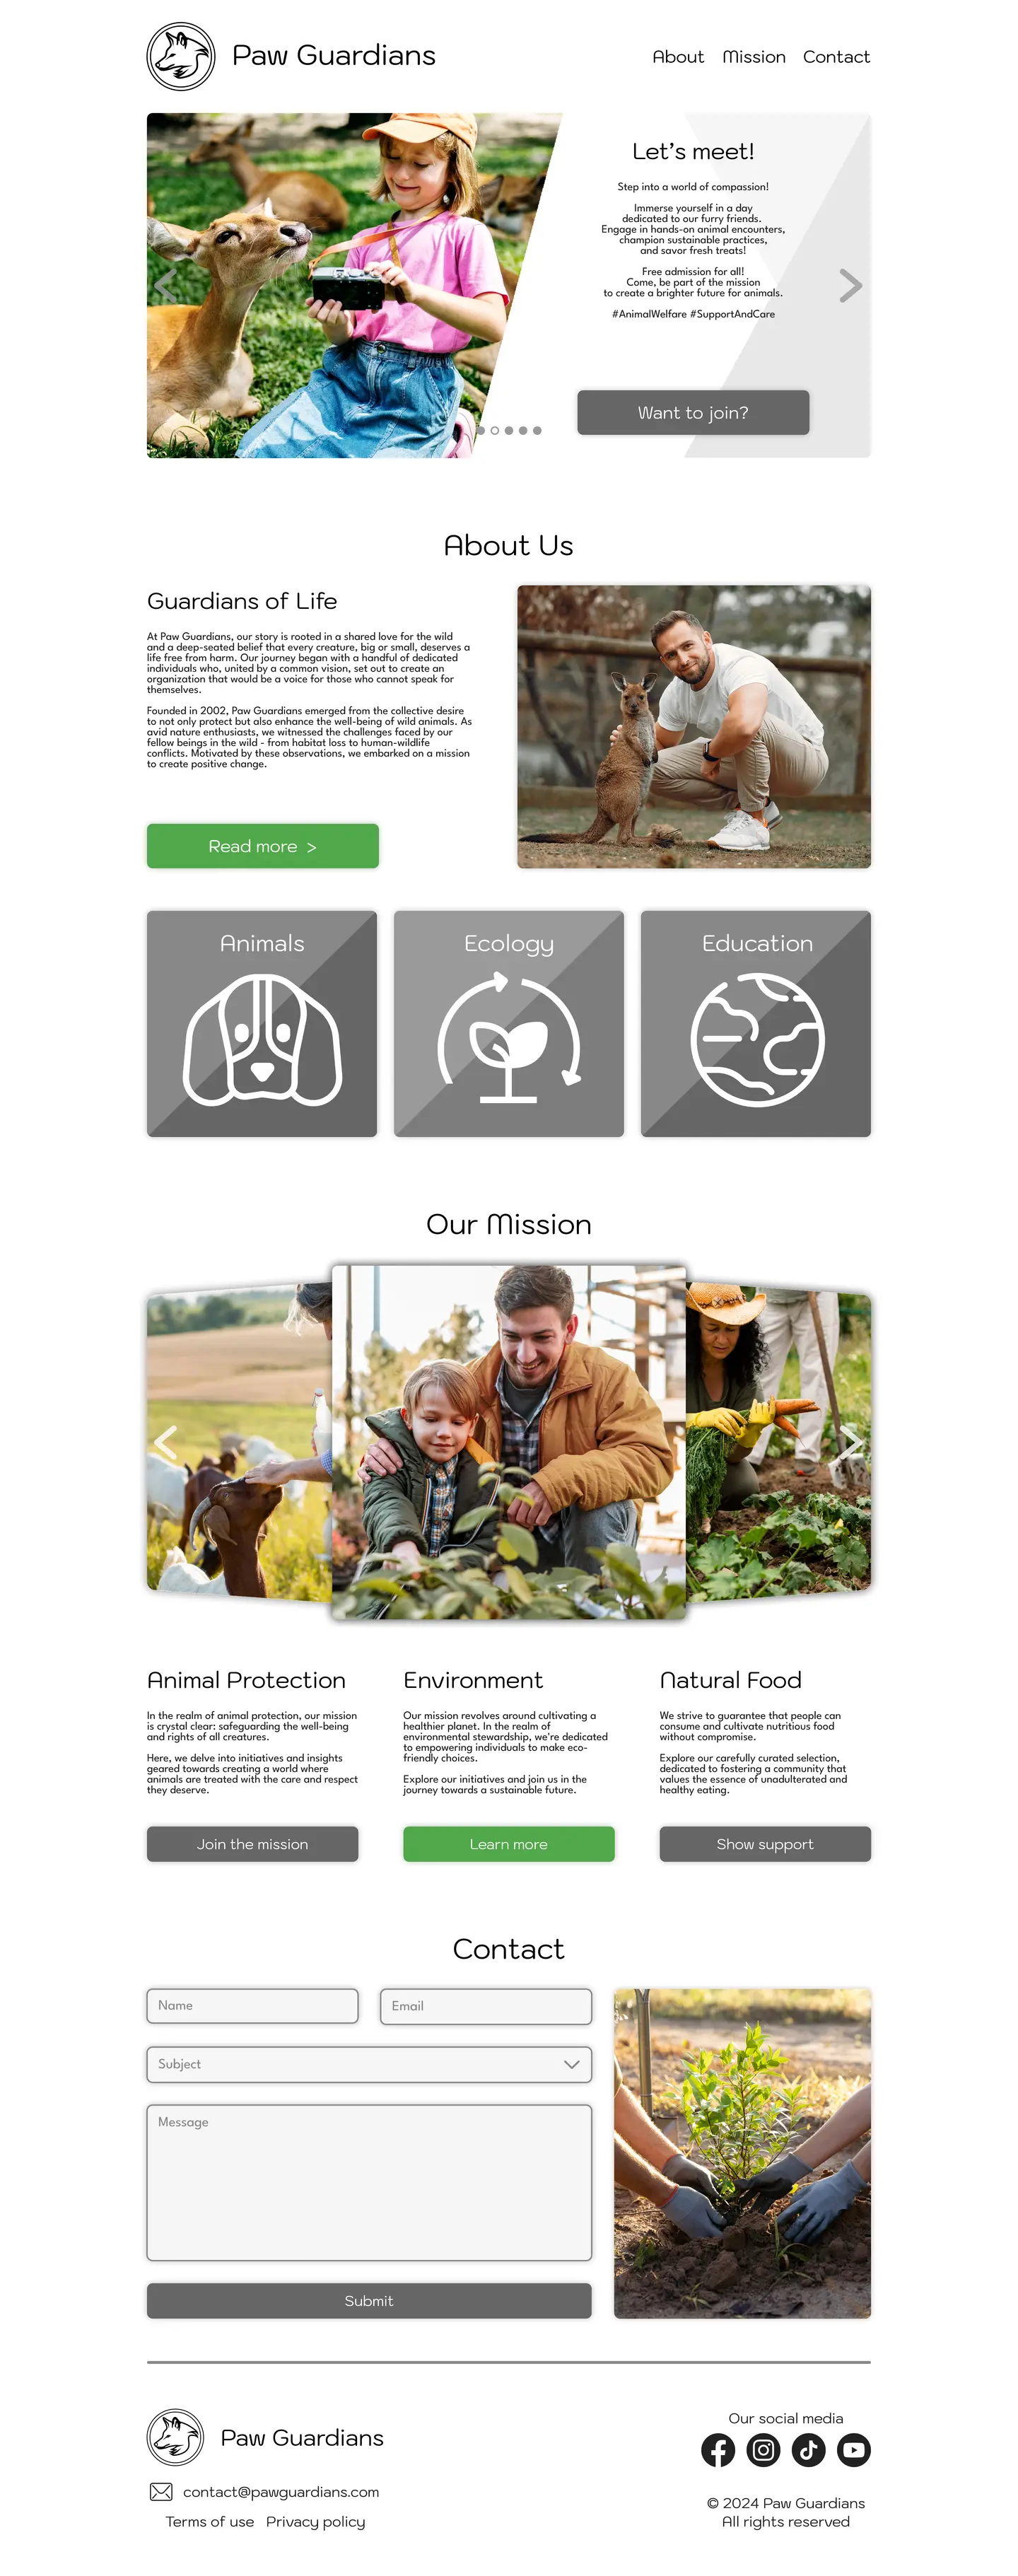 Paw Guardians
About Mission Contact
Let's meet!
Step into a world of compassion!
Immerse yourself in a day
dedicated to our furry friends.
Engage in hands-on animal encounters,
champion sustainable practices,
and savor fresh treats!
Free admission for all!
Come, be part of the mission
to create a brighter future for animals.
#AnimalWelfare #SupportAndCare
Want to join?
About Us
Guardians of Life
At Paw Guardians, our story is rooted in a shared love for the wild
and a deep-seated belief that every creature, big or small, deserves a
life free from harm. Our journey began with a handful of dedicated
individuals who, united by a common vision, set out to create an
organization that would be a voice for those who cannot speak for
themselves.
Founded in 2002, Paw Guardians emerged from the collective desire
to not only protect but also enhance the well-being of wild animals. As
avid nature enthusiasts, we witnessed the challenges faced by our
fellow beings in the wild - from habitat loss to human-wildlife
conflicts. Motivated by these observations, we embarked on a mission
to create positive change.
Read more >
Animals
Ecology
Education
Our Mission
Animal Protection
In the realm of animal protection, our mission
is crystal clear: safeguarding the well-being
and rights of all creatures.
Here, we delve into initiatives and insights
geared towards creating a world where
animals are treated with the care and respect
they deserve.
Join the mission
Environment
Our mission revolves around cultivating a
healthier planet. In the realm of
environmental stewardship, we're dedicated
to empowering individuals to make eco-
friendly choices.
Explore our initiatives and join us in the
journey towards a sustainable future.
Learn more
Natural Food
We strive to guarantee that people can
consume and cultivate nutritious food
without compromise.
Explore our carefully curated selection,
dedicated to fostering a community that
values the essence of unadulterated and
healthy eating.
Show support
Contact
Name
Email
Subject
Message
Submit
Paw Guardians
contact@pawguardians.com
Terms of use Privacy policy
Our social media
© 2024 Paw Guardians
All rights reserved